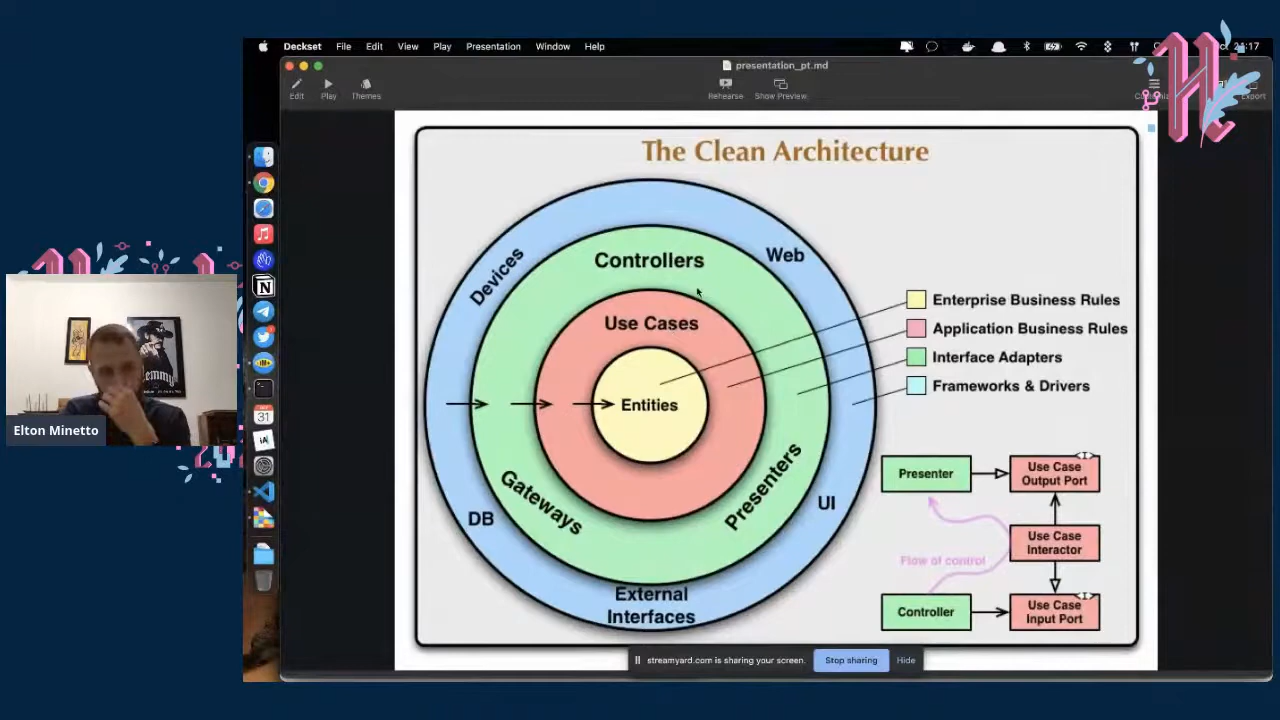 Deckset File Edit View Play Presentation Window Help
17
presentation_pt.md
Edit Play Themes
Rehearse Show Preview
Export
The Clean Architecture
Devices
Controllers
Web
Use Cases
Entities
Gateways
Presenters
DB
UI
External
Interfaces
Enterprise Business Rules
Application Business Rules
Interface Adapters
Frameworks & Drivers
Presenter
Use Case
Output Port
Use Case
Interactor
Flow of control
Controller
Use Case
Input Port
31
Elton Minetto
streamyard.com is sharing your screen.
Stop sharing
Hide